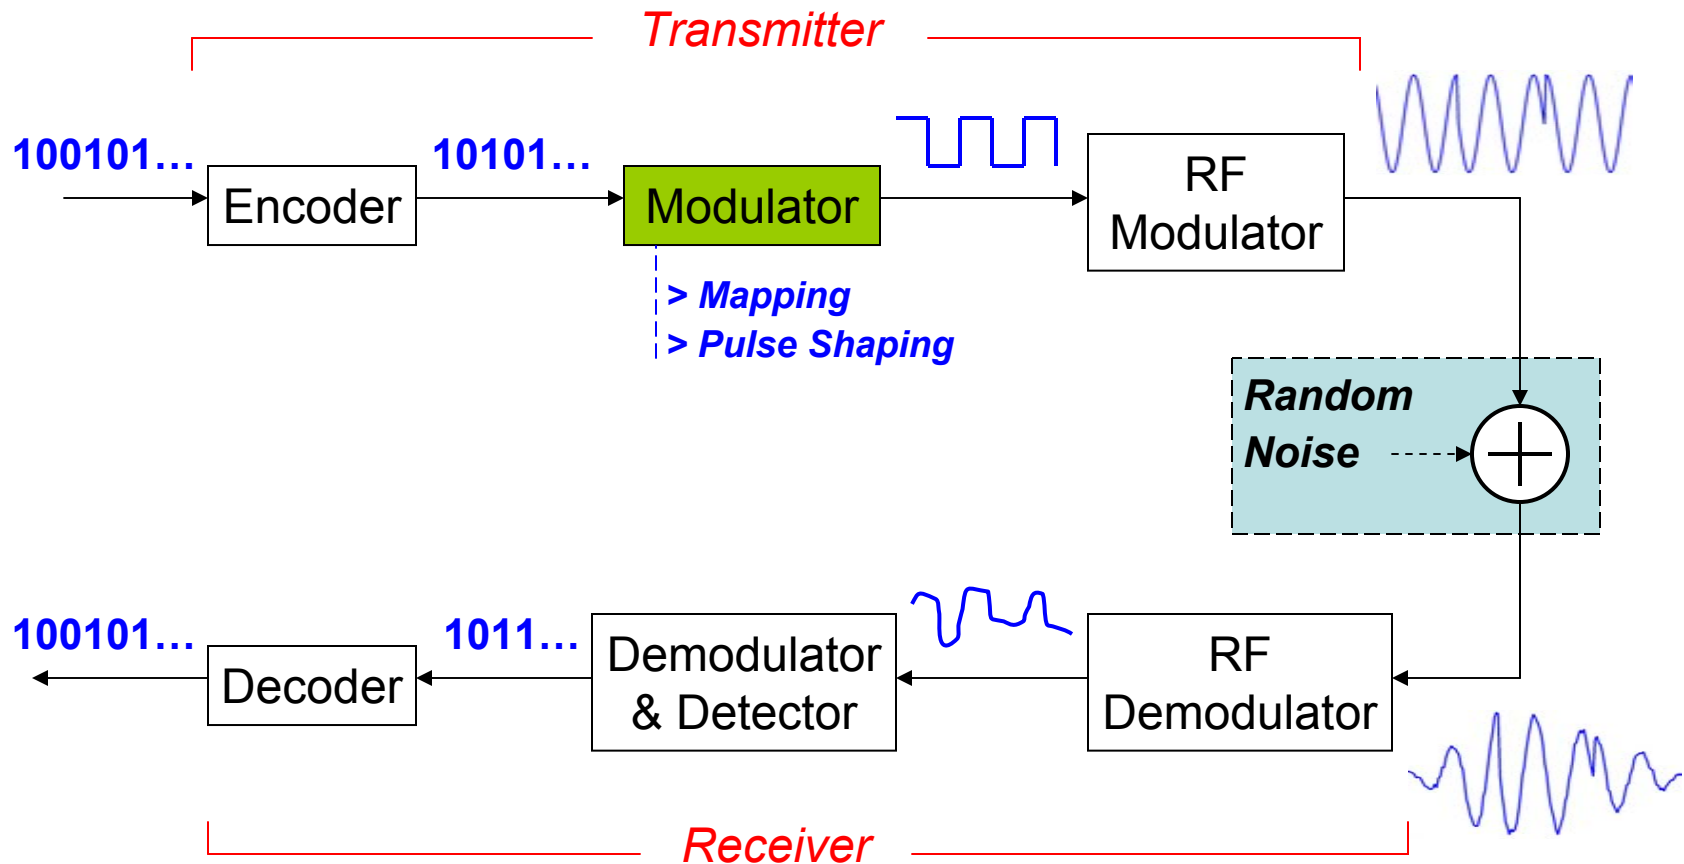 Transmitter
100101…
Encoder
10101…
Modulator
RF
Modulator
> Mapping
> Pulse Shaping
Random
Noise
100101…
Decoder
1011…
Demodulator
& Detector
RF
Demodulator
Receiver